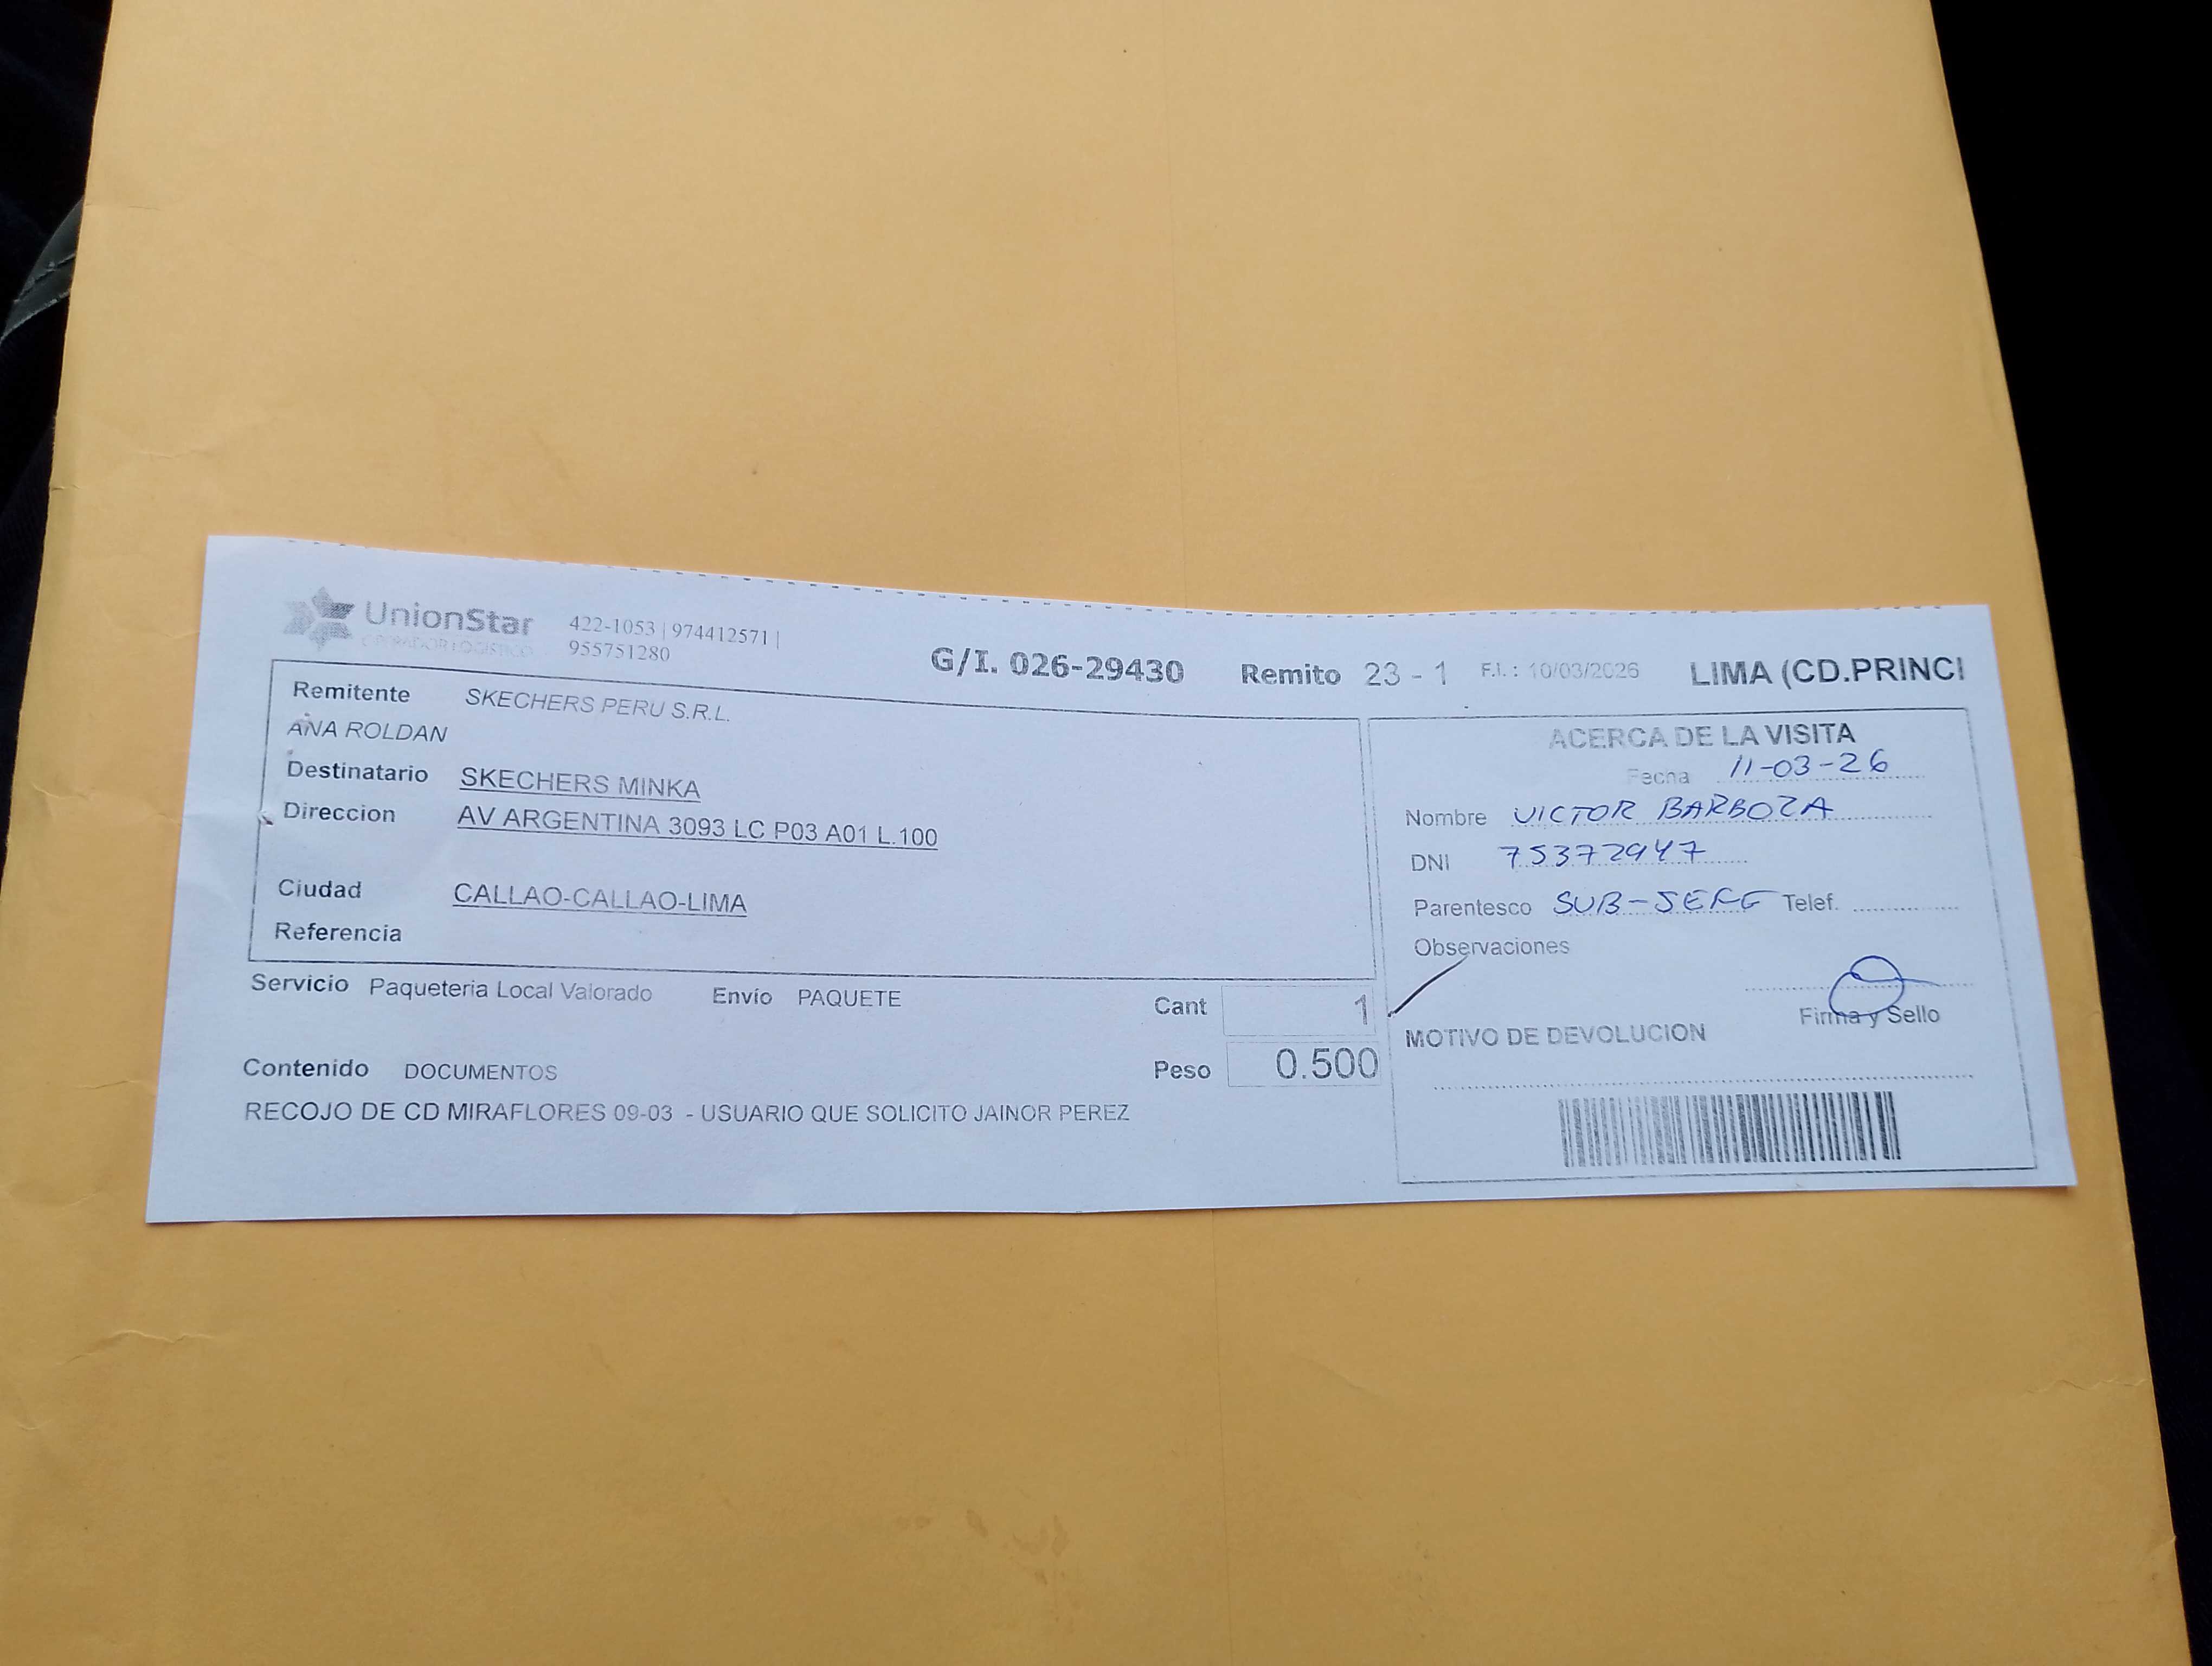 UnionStar
OPERADOR LOGISTICO
422-1053 | 974412571 |
955751280
G/I. 026-29430 Remito 23 - 1 F.I. : 10/03/2026 LIMA (CD.PRINCI
Remitente SKECHERS PERU S.R.L.
ANA ROLDAN
Destinatario SKECHERS MINKA
Direccion AV ARGENTINA 3093 LC P03 A01 L.100
Ciudad CALLAO-CALLAO-LIMA
Referencia
Servicio Paqueteria Local Valorado Envío PAQUETE Cant 1
Contenido DOCUMENTOS Peso 0.500
RECOJO DE CD MIRAFLORES 09-03 - USUARIO QUE SOLICITO JAINOR PEREZ
ACERCA DE LA VISITA
Fecha 11-03-26
Nombre VICTOR BARBOZA
DNI 75372947
Parentesco SUB-JEFE Telef.
Observaciones
Firma y Sello
MOTIVO DE DEVOLUCION